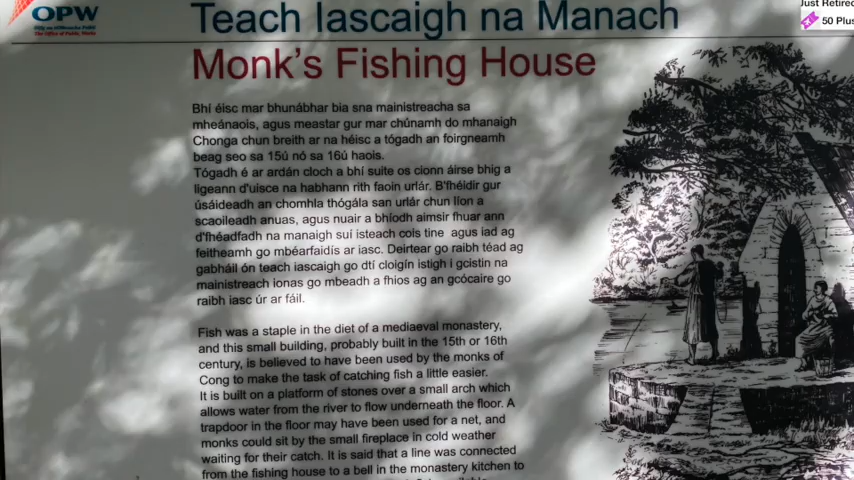 OPW
Oifig na nOibreacha Poiblí
The Office of Public Works
Just Retired
50 Plus
Teach Iascaigh na Manach
Monk's Fishing House
Bhí éisc mar bhunábhar bia sna mainistreacha sa
mheánaois, agus meastar gur mar chúnamh do mhanaigh
Chonga chun breith ar na héisc a tógadh an foirgneamh
beag seo sa 15ú nó sa 16ú haois.
Tógadh é ar ardán cloch a bhí suite os cionn áirse bhig a
ligeann d'uisce na habhann rith faoin urlár. B'fhéidir gur
úsáideadh an chomhla thógála san urlár chun líon a
scaoileadh anuas, agus nuair a bhíodh aimsir fhuar ann
d'fhéadfadh na manaigh suí isteach cois tine agus iad ag
feitheamh go mbéarfaidís ar iasc. Deirtear go raibh téad ag
gabháil ón teach iascaigh go dtí cloigín istigh i gcistin na
mainistreach ionas go mbeadh a fhios ag an gcócaire go
raibh iasc úr ar fáil.
Fish was a staple in the diet of a mediaeval monastery,
and this small building, probably built in the 15th or 16th
century, is believed to have been used by the monks of
Cong to make the task of catching fish a little easier.
It is built on a platform of stones over a small arch which
allows water from the river to flow underneath the floor. A
trapdoor in the floor may have been used for a net, and
monks could sit by the small fireplace in cold weather
waiting for their catch. It is said that a line was connected
from the fishing house to a bell in the monastery kitchen to